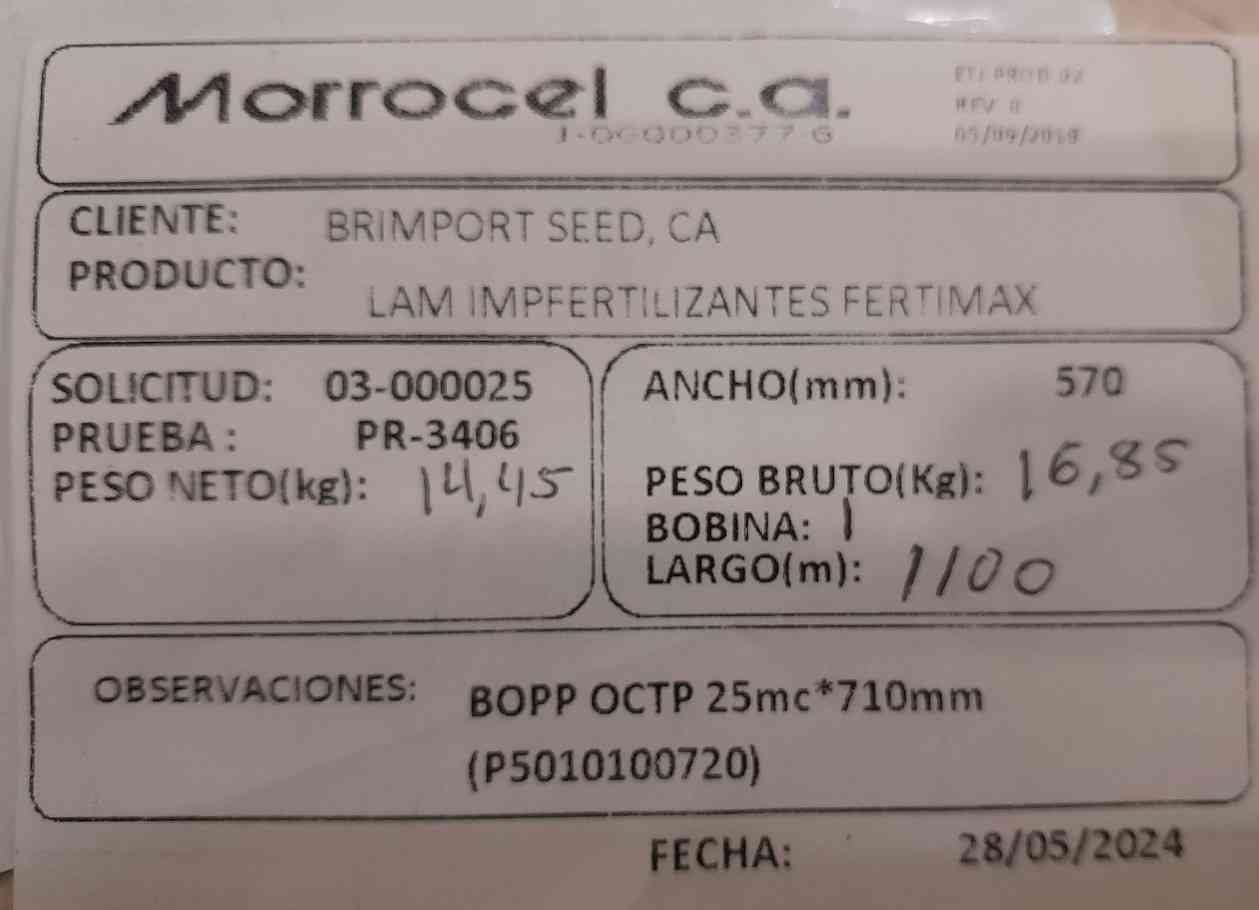 Morrocel c.a.
ETI PROD 02
REV 0
05/09/2018
CLIENTE: BRIMPORT SEED, CA
PRODUCTO: LAM IMPFERTILIZANTES FERTIMAX
SOLICITUD: 03-000025
PRUEBA : PR-3406
PESO NETO(kg): 14,45
ANCHO(mm): 570
PESO BRUTO(Kg): 16,85
BOBINA: 1
LARGO(m): 1100
OBSERVACIONES: BOPP OCTP 25mc*710mm
(P5010100720)
FECHA: 28/05/2024